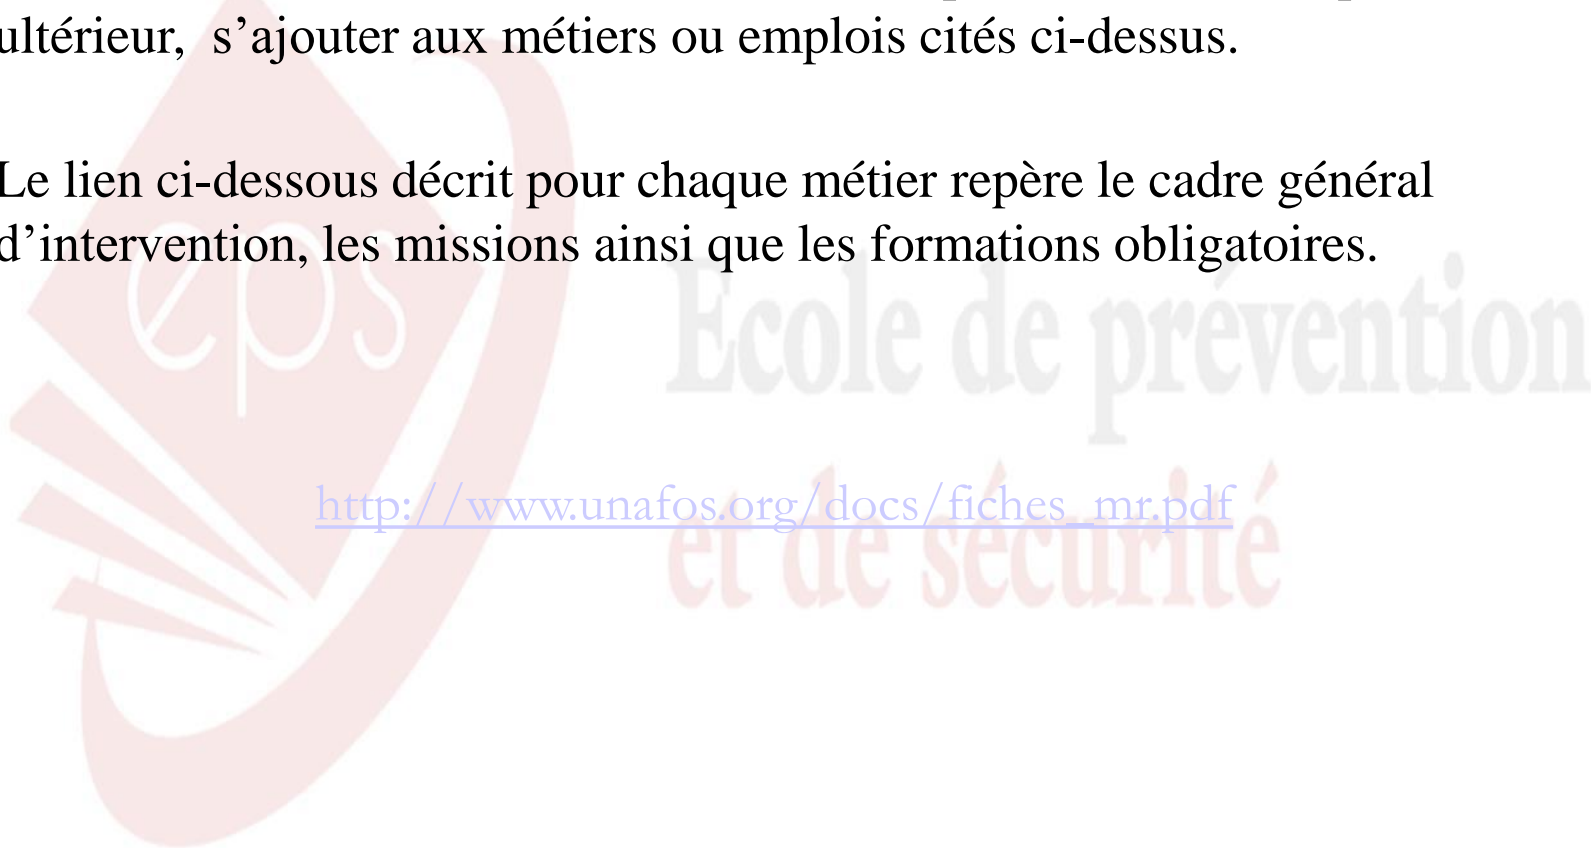 ultérieur, s’ajouter aux métiers ou emplois cités ci-dessus.
Le lien ci-dessous décrit pour chaque métier repère le cadre général
d’intervention, les missions ainsi que les formations obligatoires.
eps
Ecole de prévention
http://www.unafos.org/docs/fiches_mr.pdf
et de sécurité